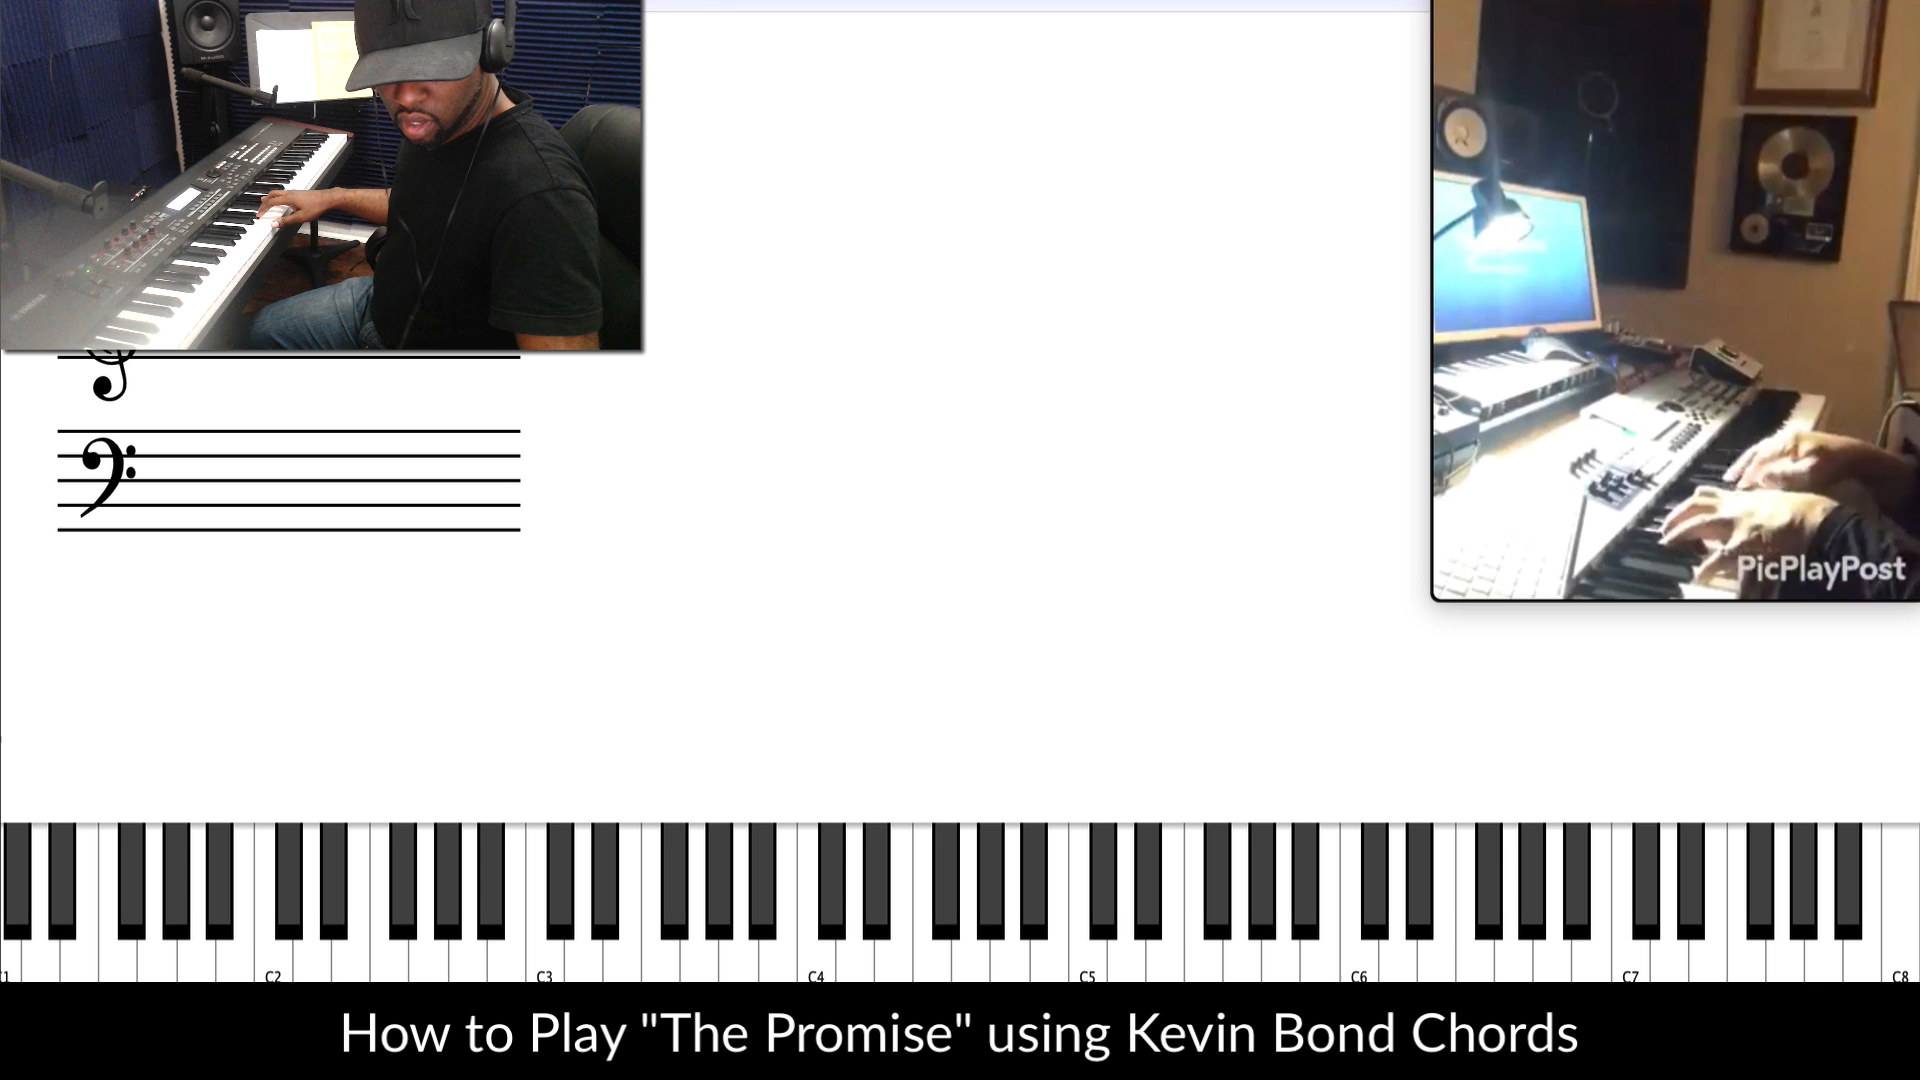 PicPlayPost
C2
C3
C4
C5
C6
C7
C8
How to Play "The Promise" using Kevin Bond Chords